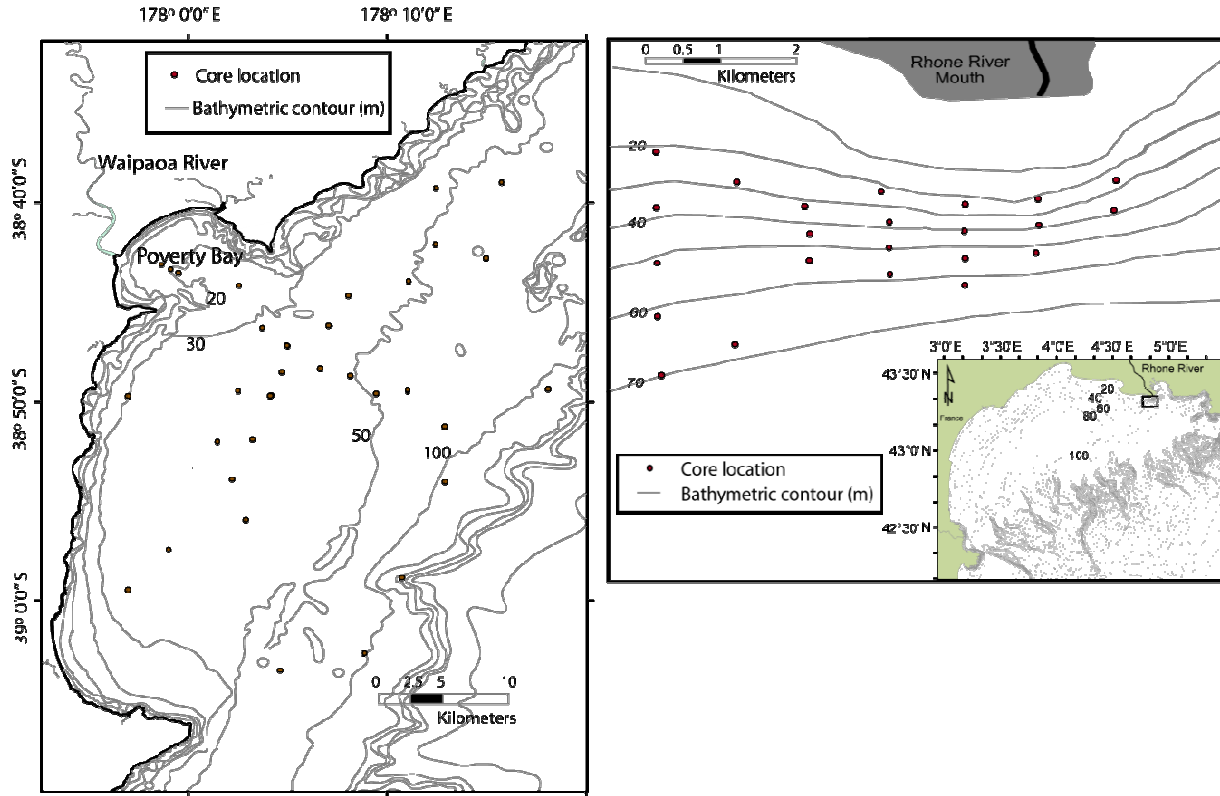 178° 0'0" E
178° 10'0" E
Core location
Bathymetric contour (m)
Waipaoa River
38° 40'0" S
Poverty Bay
20
30
38° 50'0" S
50
100
39° 0'0" S
0 2.5 5 10
Kilometers
0 0.5 1 2
Kilometers
Rhone River
Mouth
20
40
60
70
3°0'E 3°30'E 4°0'E 4°30'E 5°0'E
43°30'
Rhone River
20
40
60
80
N
France
43°0'
100
42°30'
Core location
Bathymetric contour (m)